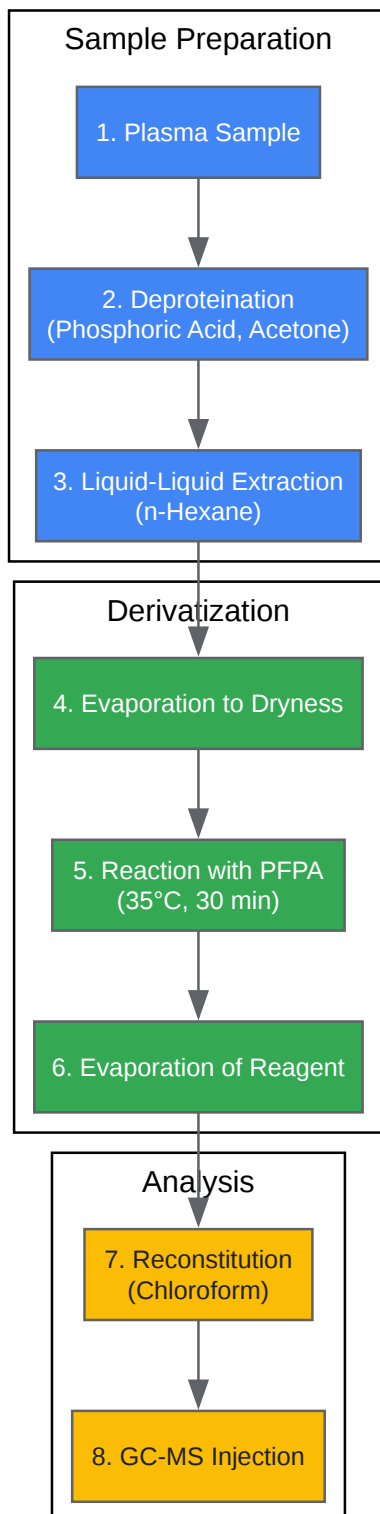 Sample Preparation
1. Plasma Sample
2. Deproteination
(Phosphoric Acid, Acetone)
3. Liquid-Liquid Extraction
(n-Hexane)
Derivatization
4. Evaporation to Dryness
5. Reaction with PFPA
(35°C, 30 min)
6. Evaporation of Reagent
Analysis
7. Reconstitution
(Chloroform)
8. GC-MS Injection